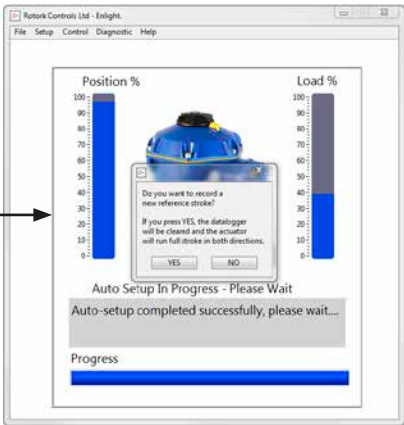 Rotork Controls Ltd - Enlight.
File Setup Control Diagnostic Help
Position %
Load %
100
90
80
70
60
50
40
30
20
10
0
100
90
80
70
60
50
40
30
20
10
0
Do you want to record a
new reference stroke?
If you press YES, the datalogger
will be cleared and the actuator
will run full stroke in both directions.
YES NO
Auto Setup In Progress - Please Wait
Auto-setup completed successfully, please wait....
Progress